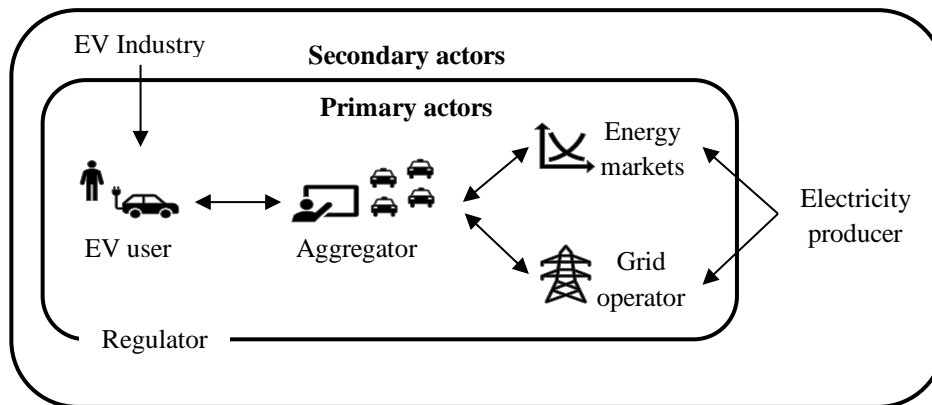 EV Industry
Secondary actors
Primary actors
Energy
markets
EV user
Aggregator
Grid
operator
Electricity
producer
Regulator